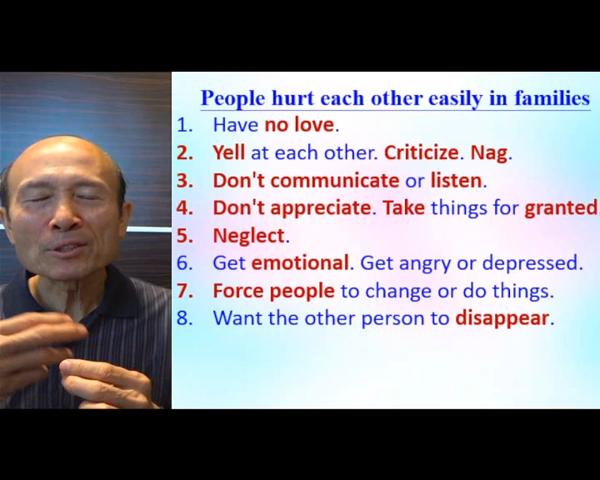 People hurt each other easily in families
1. Have no love.
2. Yell at each other. Criticize. Nag.
3. Don't communicate or listen.
4. Don't appreciate. Take things for granted.
5. Neglect.
6. Get emotional. Get angry or depressed.
7. Force people to change or do things.
8. Want the other person to disappear.